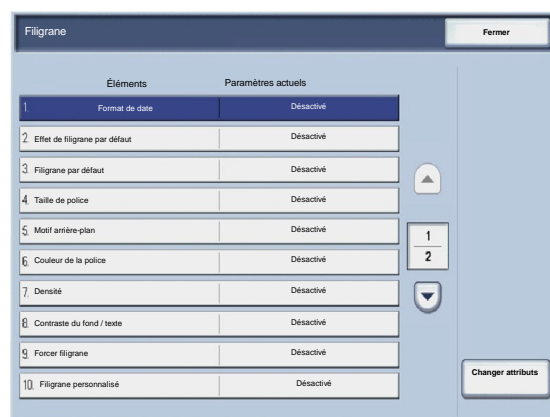 Filigrane
Fermer
Éléments Paramètres actuels
1. Format de date Désactivé
2. Effet de filigrane par défaut Désactivé
3. Filigrane par défaut Désactivé
4. Taille de police Désactivé
5. Motif arrière-plan Désactivé
6. Couleur de la police Désactivé
7. Densité Désactivé
8. Contraste du fond / texte Désactivé
9. Forcer filigrane Désactivé
10. Filigrane personnalisé Désactivé
1
2
Changer attributs